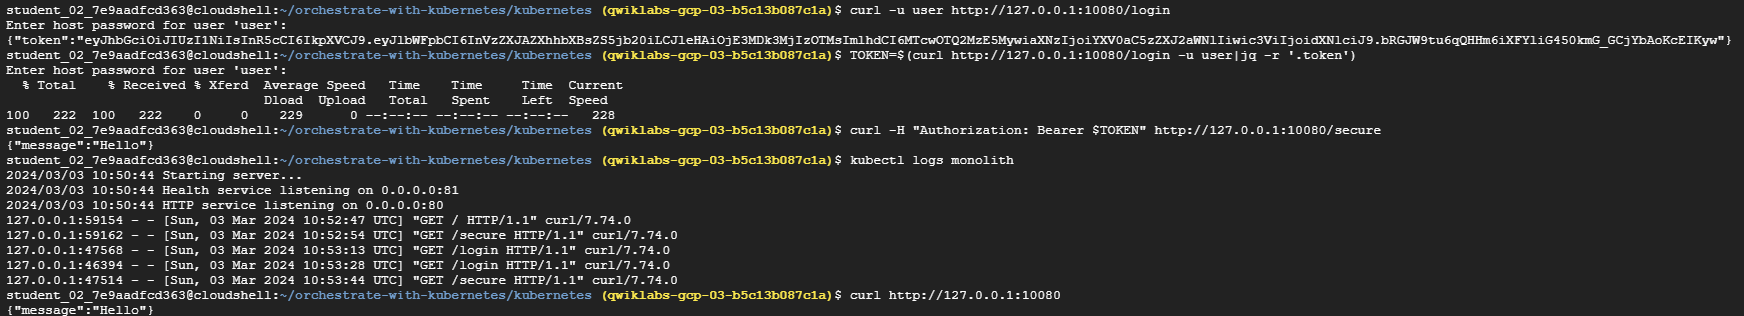 student_02_7e9aadfcd363@cloudshell:~/orchestrate-with-kubernetes/kubernetes (qwiklabs-gcp-03-b5c13b087c1a)$ curl -u user http://127.0.0.1:10080/login
Enter host password for user 'user':
{"token":"eyJhbGciOiJIUzI1NiIsInR5cCI6IkpXVCJ9.eyJlbWFpbCI6InVzZXJAZXhhbXBsZS5jb20iLCJleHAiOjE3MDk3MjIzOTMsImlhdCI6MTcwOTQ2MzE5MywiaXNzIjoiYXV0aC5zZXJ2aWNlIiwic3ViIjoidXNlciJ9.bRGJW9tu6qQHHm6iXFYliG450kmG_GCjYbAoKcEIKyw"}
student_02_7e9aadfcd363@cloudshell:~/orchestrate-with-kubernetes/kubernetes (qwiklabs-gcp-03-b5c13b087c1a)$ TOKEN=$(curl http://127.0.0.1:10080/login -u user|jq -r '.token')
Enter host password for user 'user':
  % Total    % Received % Xferd  Average Speed   Time    Time     Time  Current
                                 Dload  Upload   Total   Spent    Left  Speed
100   222  100   222    0     0    229      0 --:--:-- --:--:-- --:--:--   228
student_02_7e9aadfcd363@cloudshell:~/orchestrate-with-kubernetes/kubernetes (qwiklabs-gcp-03-b5c13b087c1a)$ curl -H "Authorization: Bearer $TOKEN" http://127.0.0.1:10080/secure
{"message":"Hello"}
student_02_7e9aadfcd363@cloudshell:~/orchestrate-with-kubernetes/kubernetes (qwiklabs-gcp-03-b5c13b087c1a)$ kubectl logs monolith
2024/03/03 10:50:44 Starting server...
2024/03/03 10:50:44 Health service listening on 0.0.0.0:81
2024/03/03 10:50:44 HTTP service listening on 0.0.0.0:80
127.0.0.1:59154 - - [Sun, 03 Mar 2024 10:52:47 UTC] "GET / HTTP/1.1" curl/7.74.0
127.0.0.1:59162 - - [Sun, 03 Mar 2024 10:52:54 UTC] "GET /secure HTTP/1.1" curl/7.74.0
127.0.0.1:47568 - - [Sun, 03 Mar 2024 10:53:13 UTC] "GET /login HTTP/1.1" curl/7.74.0
127.0.0.1:46394 - - [Sun, 03 Mar 2024 10:53:28 UTC] "GET /login HTTP/1.1" curl/7.74.0
127.0.0.1:47514 - - [Sun, 03 Mar 2024 10:53:44 UTC] "GET /secure HTTP/1.1" curl/7.74.0
student_02_7e9aadfcd363@cloudshell:~/orchestrate-with-kubernetes/kubernetes (qwiklabs-gcp-03-b5c13b087c1a)$ curl http://127.0.0.1:10080
{"message":"Hello"}